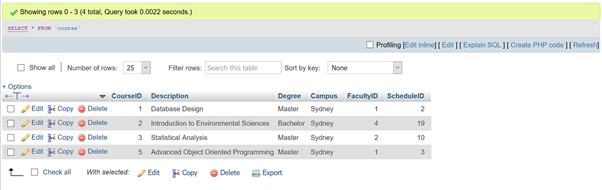 Showing rows 0 - 3 (4 total, Query took 0.0022 seconds.)
SELECT * FROM `course`
Profiling [Edit inline] [ Edit ] [ Explain SQL ] [ Create PHP code ] [ Refresh]
Show all | Number of rows: 25 Filter rows: Search this table Sort by key: None
+ Options
←T→ CourseID Description Degree Campus FacultyID ScheduleID
Edit Copy Delete 1 Database Design Master Sydney 1 2
Edit Copy Delete 2 Introduction to Environmental Sciences Bachelor Sydney 4 19
Edit Copy Delete 3 Statistical Analysis Master Sydney 2 10
Edit Copy Delete 5 Advanced Object Oriented Programming Master Sydney 1 3
Check all With selected: Edit Copy Delete Export